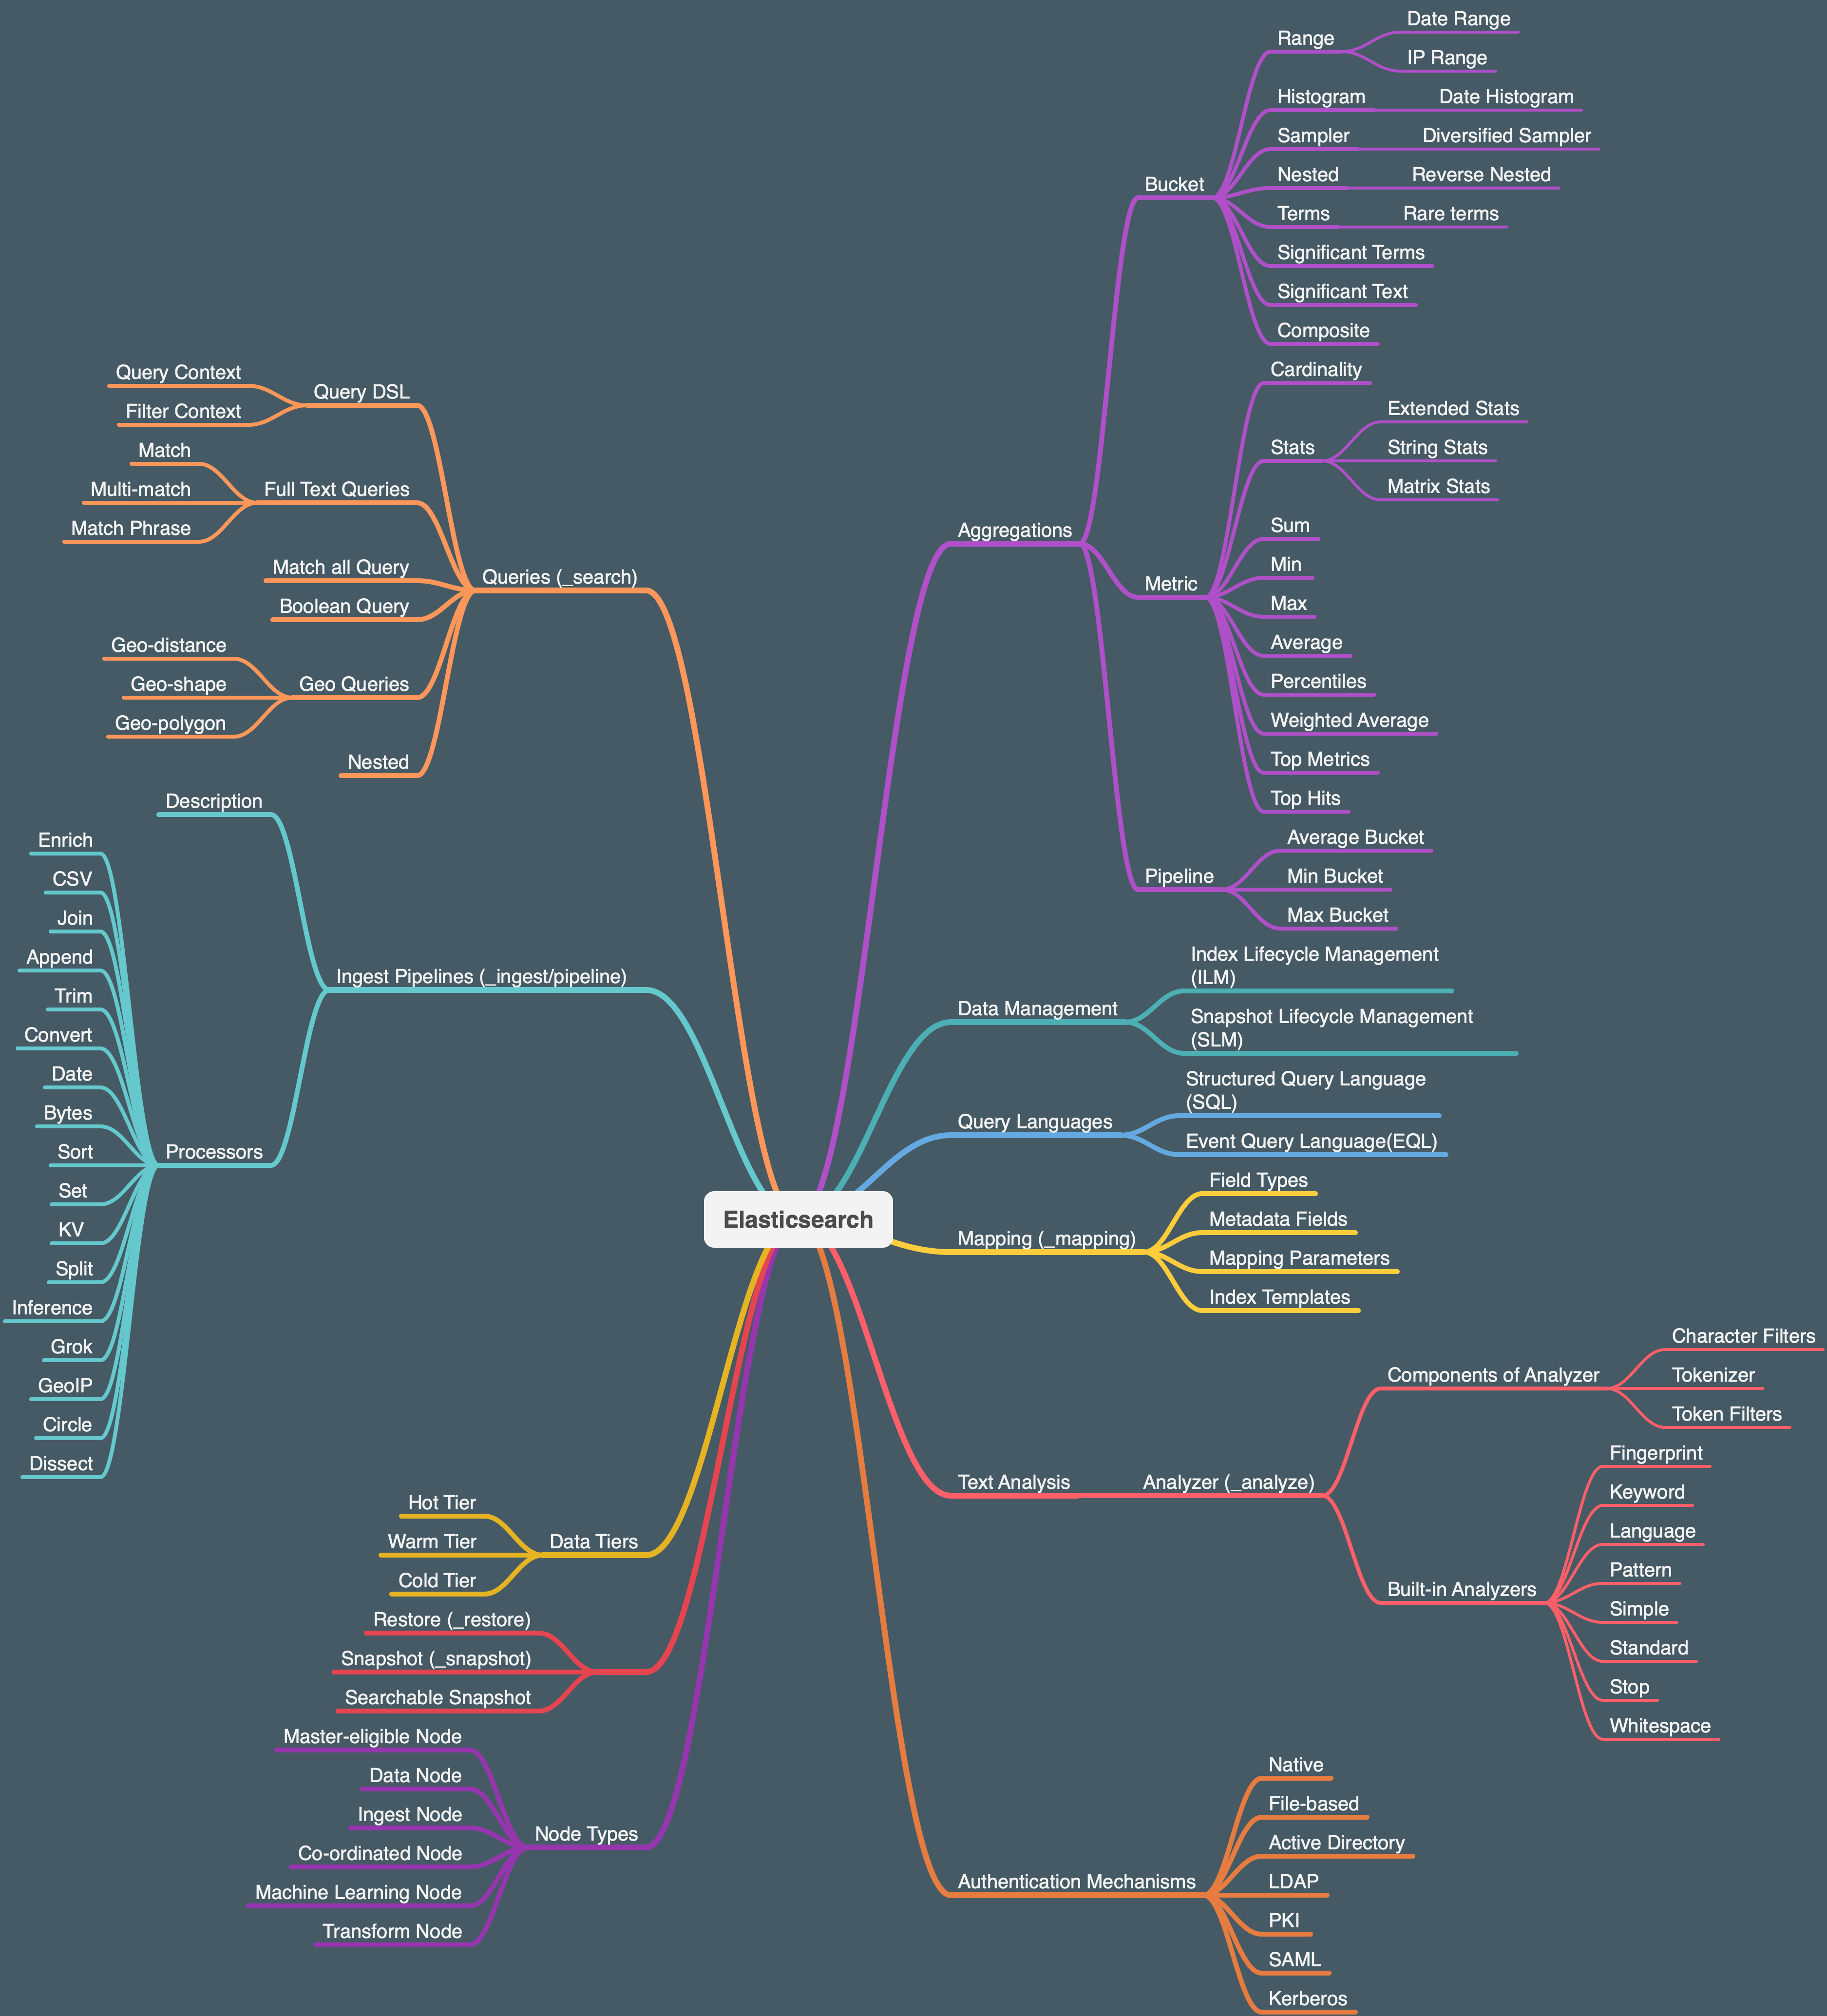 Elasticsearch
Queries (_search)
Query DSL
Query Context
Filter Context
Full Text Queries
Match
Multi-match
Match Phrase
Match all Query
Boolean Query
Geo Queries
Geo-distance
Geo-shape
Geo-polygon
Nested
Ingest Pipelines (_ingest/pipeline)
Description
Processors
Enrich
CSV
Join
Append
Trim
Convert
Date
Bytes
Sort
Set
KV
Split
Inference
Grok
GeoIP
Circle
Dissect
Data Tiers
Hot Tier
Warm Tier
Cold Tier
Restore (_restore)
Snapshot (_snapshot)
Searchable Snapshot
Node Types
Master-eligible Node
Data Node
Ingest Node
Co-ordinated Node
Machine Learning Node
Transform Node
Aggregations
Bucket
Range
Date Range
IP Range
Histogram
Date Histogram
Sampler
Diversified Sampler
Nested
Reverse Nested
Terms
Rare terms
Significant Terms
Significant Text
Composite
Metric
Cardinality
Stats
Extended Stats
String Stats
Matrix Stats
Sum
Min
Max
Average
Percentiles
Weighted Average
Top Metrics
Top Hits
Pipeline
Average Bucket
Min Bucket
Max Bucket
Data Management
Index Lifecycle Management
(ILM)
Snapshot Lifecycle Management
(SLM)
Query Languages
Structured Query Language
(SQL)
Event Query Language(EQL)
Mapping (_mapping)
Field Types
Metadata Fields
Mapping Parameters
Index Templates
Text Analysis
Analyzer (_analyze)
Components of Analyzer
Character Filters
Tokenizer
Token Filters
Built-in Analyzers
Fingerprint
Keyword
Language
Pattern
Simple
Standard
Stop
Whitespace
Authentication Mechanisms
Native
File-based
Active Directory
LDAP
PKI
SAML
Kerberos